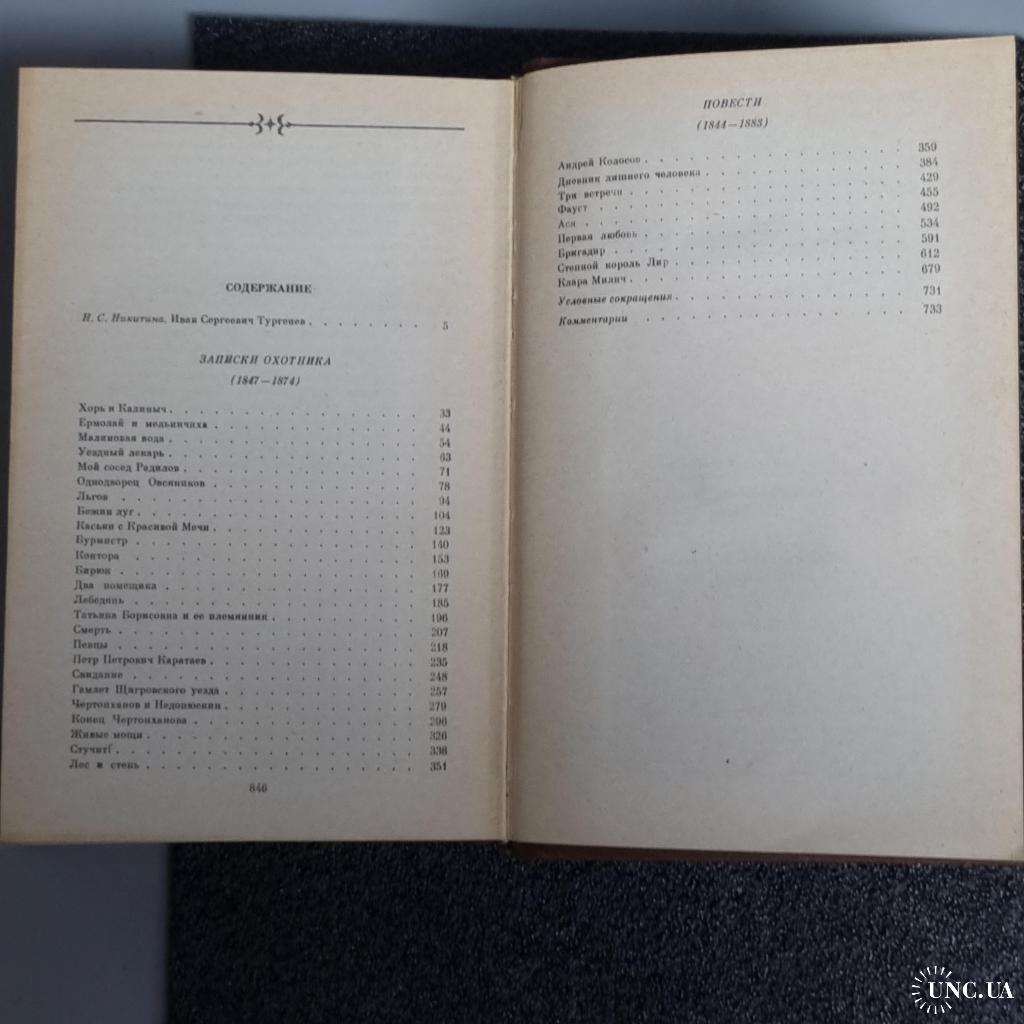 СОДЕРЖАНИЕ
Н. С. Никитина. Иван Сергеевич Тургенев . . . . . . . . 5
ЗАПИСКИ ОХОТНИКА
(1847—1874)
Хорь и Калиныч . . . . . . . . 33
Ермолай и мельничиха . . . . . . . . 44
Малиновая вода . . . . . . . . 54
Уездный лекарь . . . . . . . . 63
Мой сосед Радилов . . . . . . . . 71
Однодворец Овсяников . . . . . . . . 78
Льгов . . . . . . . . 94
Бежин луг . . . . . . . . 104
Касьян с Красивой Мечи . . . . . . . . 123
Бурмистр . . . . . . . . 140
Контора . . . . . . . . 153
Бирюк . . . . . . . . 169
Два помещика . . . . . . . . 177
Лебедянь . . . . . . . . 185
Татьяна Борисовна и ее племянник . . . . . . . . 196
Смерть . . . . . . . . 207
Певцы . . . . . . . . 218
Петр Петрович Каратаев . . . . . . . . 235
Свидание . . . . . . . . 248
Гамлет Щигровского уезда . . . . . . . . 257
Чертопханов и Недопюскин . . . . . . . . 279
Конец Чертопханова . . . . . . . . 296
Живые мощи . . . . . . . . 326
Стучит! . . . . . . . . 338
Лес и степь . . . . . . . . 351
846
ПОВЕСТИ
(1844—1883)
Андрей Колосов . . . . . . . . 359
Дневник лишнего человека . . . . . . . . 384
Три встречи . . . . . . . . 429
Фауст . . . . . . . . 455
Ася . . . . . . . . 492
Первая любовь . . . . . . . . 534
Бригадир . . . . . . . . 591
Степной король Лир . . . . . . . . 612
Клара Милич . . . . . . . . 679
Условные сокращения . . . . . . . . 731
Комментарии . . . . . . . . 733
UNC.UA